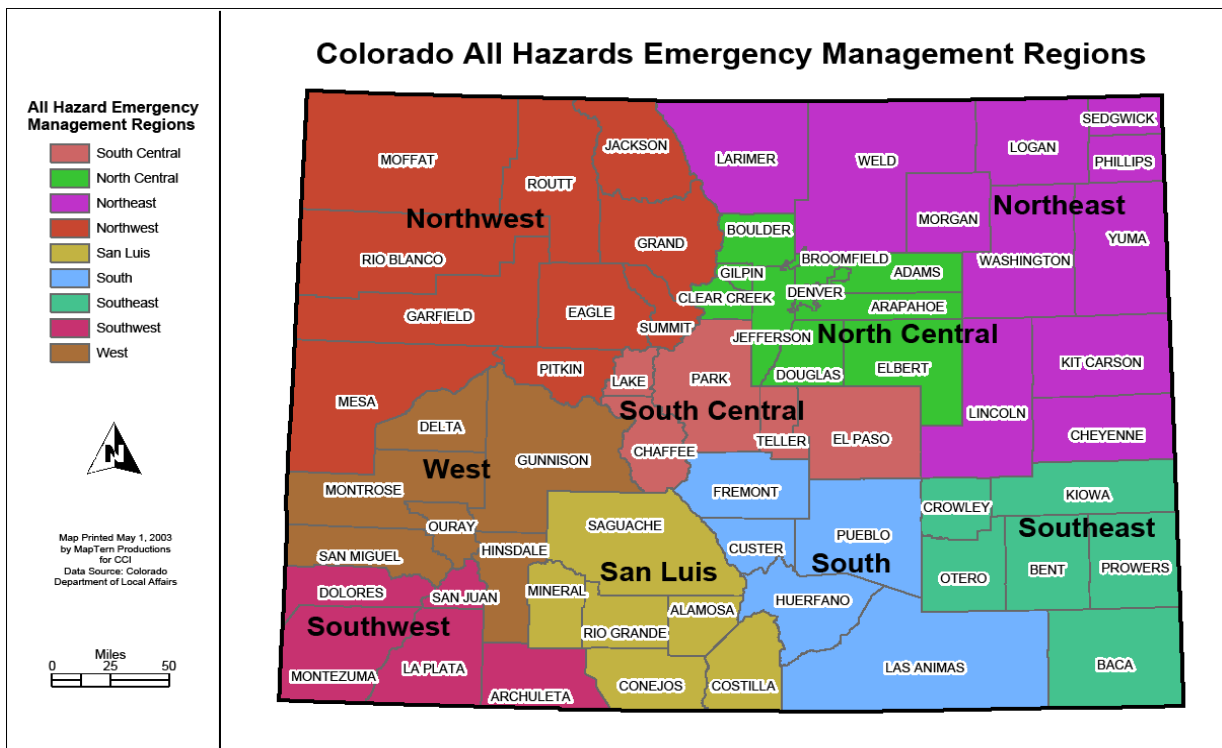 Colorado All Hazards Emergency Management Regions
All Hazard Emergency
Management Regions
South Central
North Central
Northeast
Northwest
San Luis
South
Southeast
Southwest
West
N
Map Printed May 1, 2003
by MapTern Productions
for CCI
Data Source: Colorado
Department of Local Affairs
Miles
0 25 50
MOFFAT
ROUTT
JACKSON
LARIMER
WELD
LOGAN
SEDGWICK
PHILLIPS
Northwest
GRAND
BOULDER
MORGAN
Northeast
YUMA
RIO BLANCO
GILPIN
BROOMFIELD
ADAMS
WASHINGTON
GARFIELD
EAGLE
SUMMIT
CLEAR CREEK
DENVER
ARAPAHOE
JEFFERSON
North Central
PITKIN
LAKE
PARK
DOUGLAS
ELBERT
KIT CARSON
MESA
South Central
LINCOLN
DELTA
CHAFFEE
TELLER
EL PASO
CHEYENNE
West
GUNNISON
MONTROSE
FREMONT
CROWLEY
KIOWA
OURAY
SAGUACHE
PUEBLO
Southeast
SAN MIGUEL
HINSDALE
CUSTER
South
San Luis
OTERO
BENT
PROWERS
DOLORES
SAN JUAN
MINERAL
ALAMOSA
HUERFANO
Southwest
RIO GRANDE
MONTEZUMA
LA PLATA
ARCHULETA
CONEJOS
COSTILLA
LAS ANIMAS
BACA